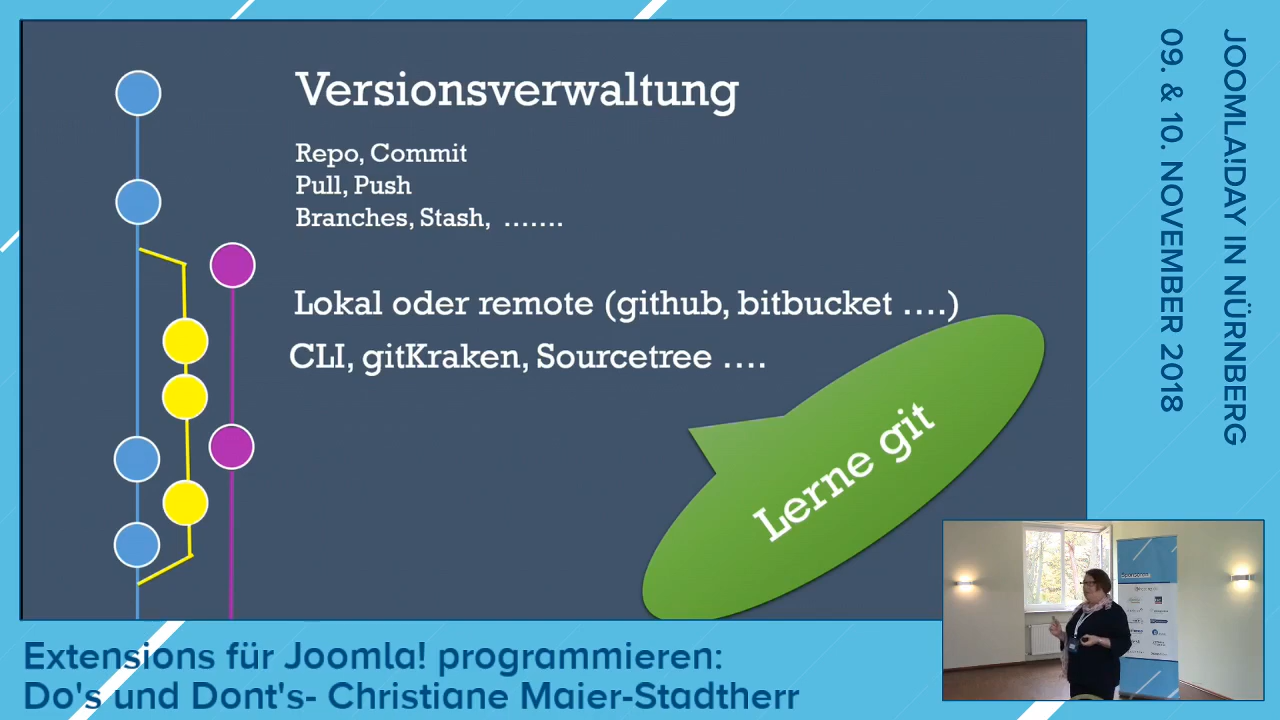 Versionsverwaltung
Repo, Commit
Pull, Push
Branches, Stash, .......
Lokal oder remote (github, bitbucket ....)
CLI, gitKraken, Sourcetree ....
Lerne git
JOOMLA!DAY IN NÜRNBERG
09. & 10. NOVEMBER 2018
Extensions für Joomla! programmieren:
Do's und Dont's- Christiane Maier-Stadtherr